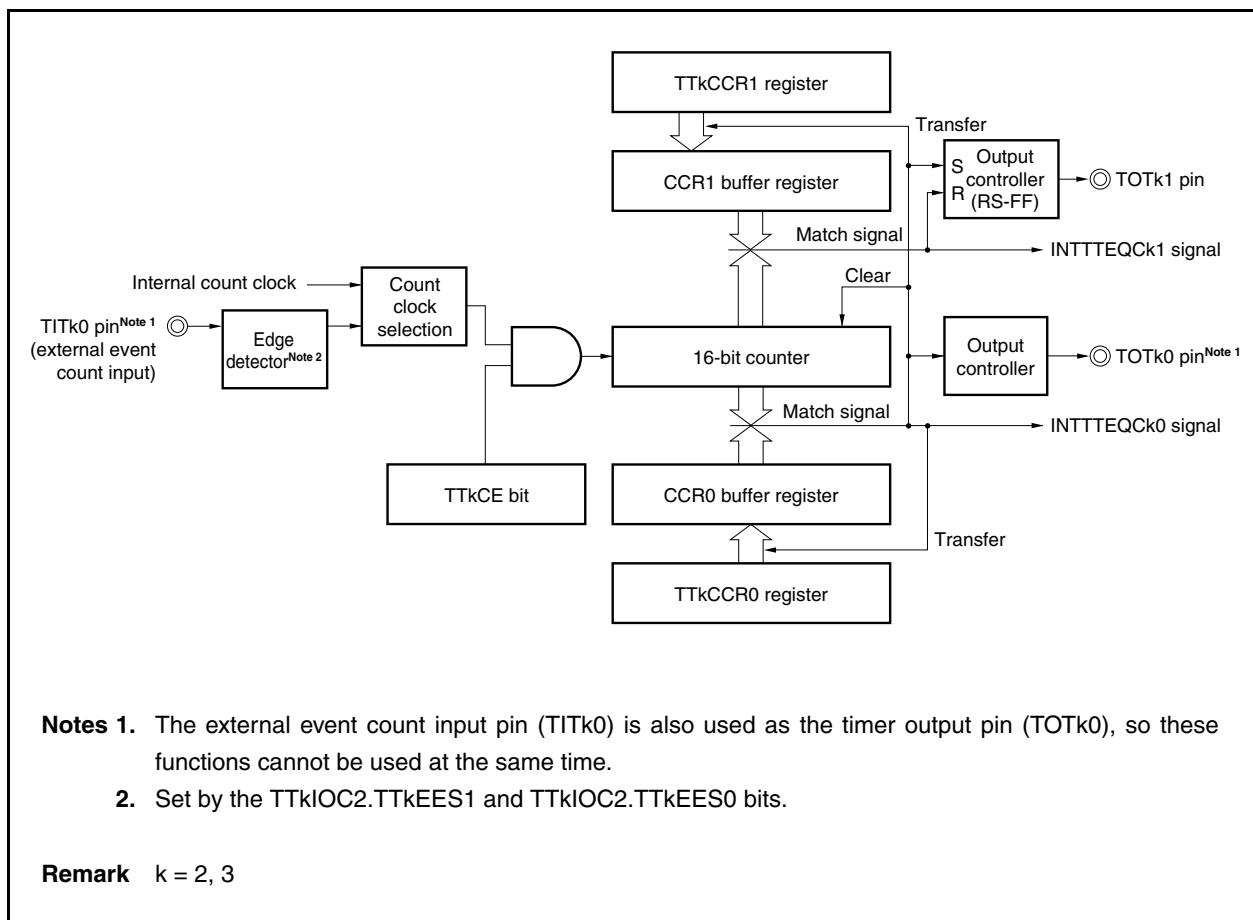 TTkCCR1 register
Transfer
CCR1 buffer register
S
R
Output
controller
(RS-FF)
TOTk1 pin
Match signal
INTTTEQCk1 signal
Internal count clock
Count
clock
selection
Clear
TITk0 pinNote 1
(external event
count input)
Edge
detectorNote 2
16-bit counter
Output
controller
TOTk0 pinNote 1
Match signal
INTTTEQCk0 signal
TTkCE bit
CCR0 buffer register
Transfer
TTkCCR0 register
Notes 1. The external event count input pin (TITk0) is also used as the timer output pin (TOTk0), so these
functions cannot be used at the same time.
2. Set by the TTkIOC2.TTkEES1 and TTkIOC2.TTkEES0 bits.
Remark k = 2, 3